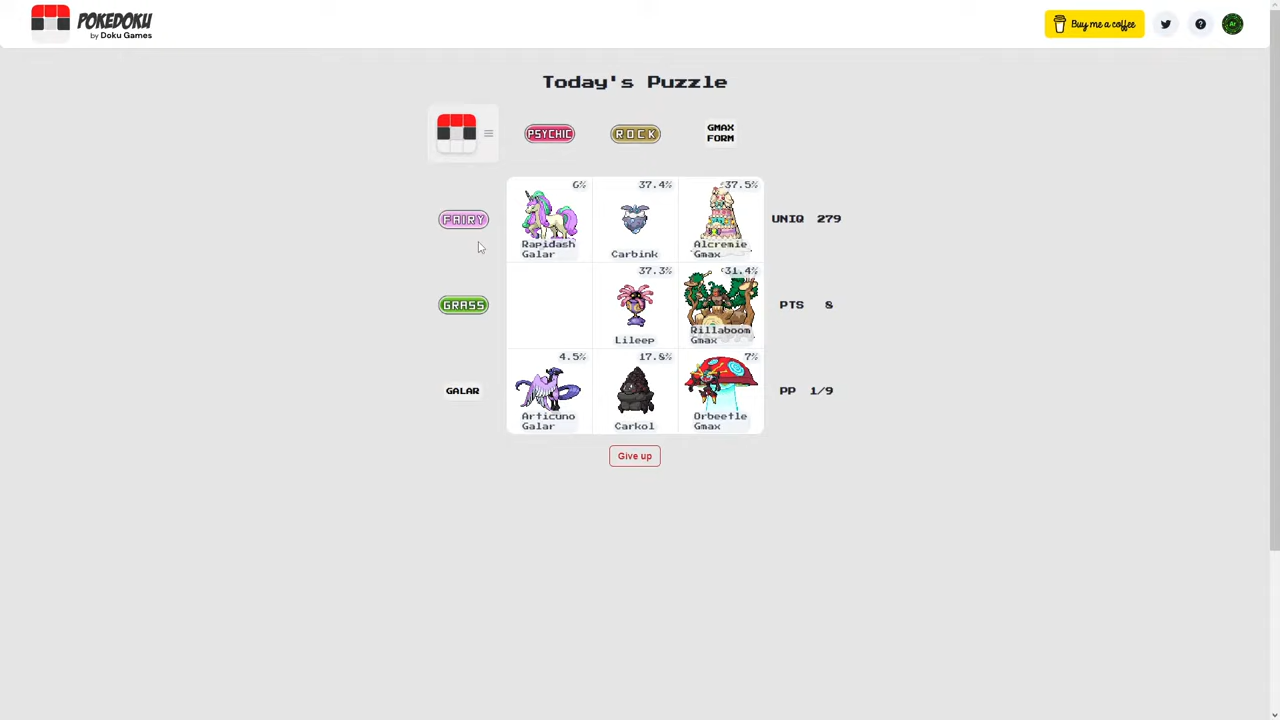 POKEDOKU
by Doku Games
Buy me a coffee
Ar
Today's Puzzle
PSYCHIC
ROCK
GMAX
FORM
FAIRY
6%
Rapidash
Galar
37.4%
Carbink
37.5%
Alcremie
Gmax
UNIQ 279
GRASS
37.3%
Lileep
31.4%
Rillaboom
Gmax
PTS 8
GALAR
4.5%
Articuno
Galar
17.8%
Carkol
7%
Orbeetle
Gmax
PP 1/9
Give up